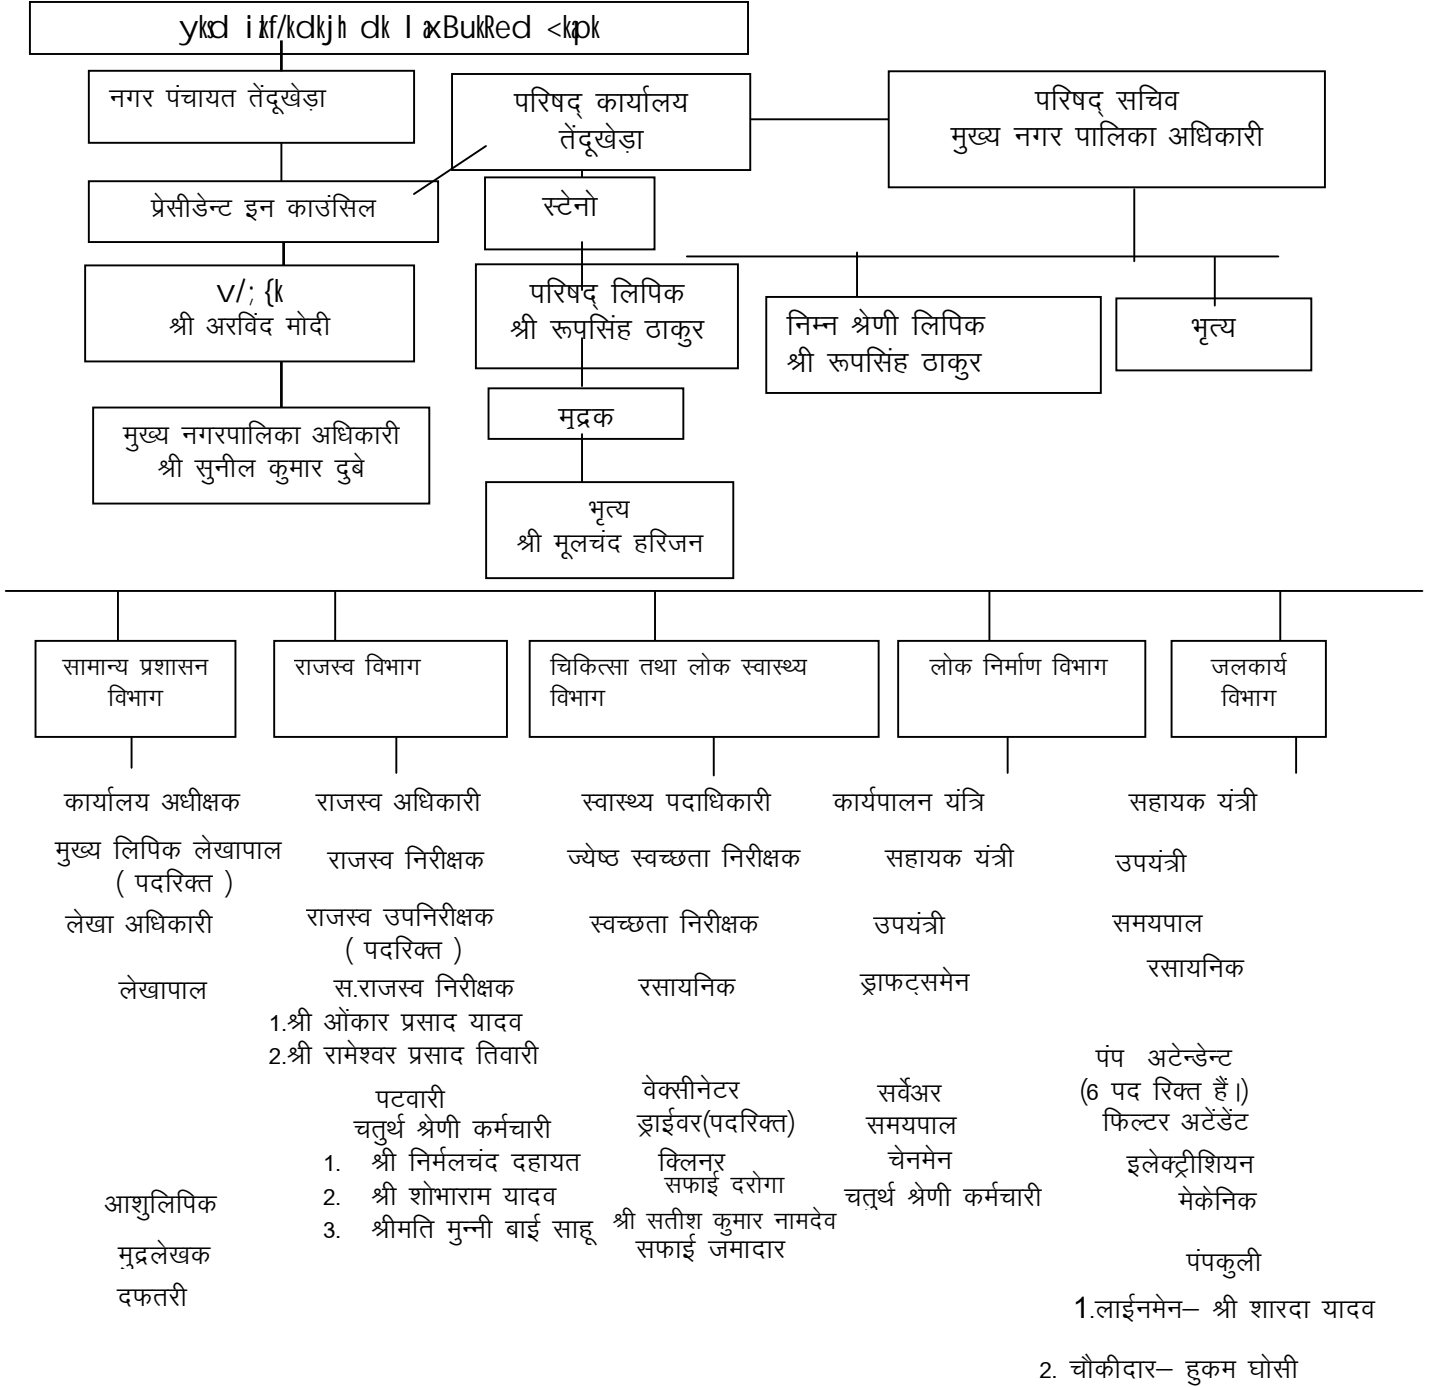 yksd ikf/kdkjh dk laxBukRed <kapk
नगर पंचायत तेंदूखेड़ा
परिषद् कार्यालय
तेंदूखेड़ा
परिषद् सचिव
मुख्य नगर पालिका अधिकारी
प्रेसीडेन्ट इन काउंसिल
स्टेनो
v/;{k
श्री अरविंद मोदी
परिषद् लिपिक
श्री रूपसिंह ठाकुर
निम्न श्रेणी लिपिक
श्री रूपसिंह ठाकुर
भृत्य
मुख्य नगरपालिका अधिकारी
श्री सुनील कुमार दुबे
मुद्रक
भृत्य
श्री मूलचंद हरिजन
सामान्य प्रशासन
विभाग
राजस्व विभाग
चिकित्सा तथा लोक स्वास्थ्य
विभाग
लोक निर्माण विभाग
जलकार्य
विभाग
कार्यालय अधीक्षक
मुख्य लिपिक लेखापाल
( पदरिक्त )
लेखा अधिकारी
लेखापाल
आशुलिपिक
मुद्रलेखक
दफतरी
राजस्व अधिकारी
राजस्व निरीक्षक
राजस्व उपनिरीक्षक
( पदरिक्त )
स.राजस्व निरीक्षक
1.श्री ओंकार प्रसाद यादव
2.श्री रामेश्वर प्रसाद तिवारी
पटवारी
चतुर्थ श्रेणी कर्मचारी
1. श्री निर्मलचंद दहायत
2. श्री शोभाराम यादव
3. श्रीमति मुन्नी बाई साहू
स्वास्थ्य पदाधिकारी
ज्येष्ठ स्वच्छता निरीक्षक
स्वच्छता निरीक्षक
रसायनिक
वेक्सीनेटर
ड्राईवर(पदरिक्त)
क्लिनर
सफाई दरोगा
श्री सतीश कुमार नामदेव
सफाई जमादार
कार्यपालन यंत्रि
सहायक यंत्री
उपयंत्री
ड्राफट्समेन
सर्वेअर
समयपाल
चेनमेन
चतुर्थ श्रेणी कर्मचारी
सहायक यंत्री
उपयंत्री
समयपाल
रसायनिक
पंप अटेन्डेन्ट
(6 पद रिक्त हैं।)
फिल्टर अटेंडेंट
इलेक्ट्रीशियन
मेकेनिक
पंपकुली
1.लाईनमेन– श्री शारदा यादव
2. चौकीदार– हुकम घोसी